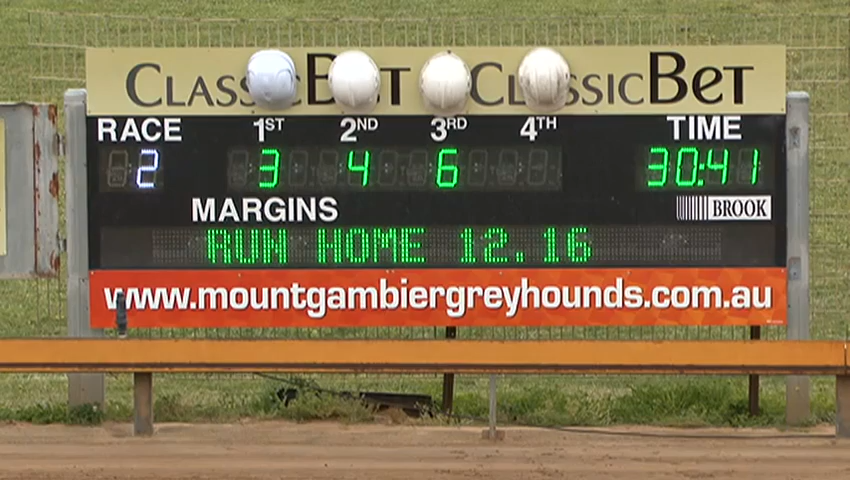 CLASSICBET CLASSICBET
RACE 1ST 2ND 3RD 4TH TIME
2 3 4 6 30:41
MARGINS BROOK
RUN HOME 12.16
www.mountgambiergreyhounds.com.au